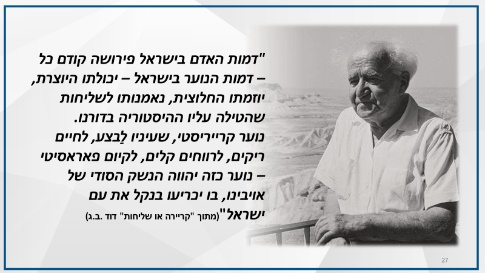 "דמות האדם בישראל פירושה קודם כל
– דמות הנוער בישראל – יכולתו היוצרת,
יוזמתו החלוצית, נאמנותו לשליחות
שהטילה עליו ההיסטוריה בדורנו.
נוער קרייריסטי, שעיניו לַבצע, לחיים
ריקים, לרווחים קלים, לקיום פאראסיטי
– נוער כזה יהווה הנשק הסודי של
אויבינו, בו יכריעו בנקל את עם
ישראל"(מתוך "קריירה או שליחות" דוד .ב.ג)
27